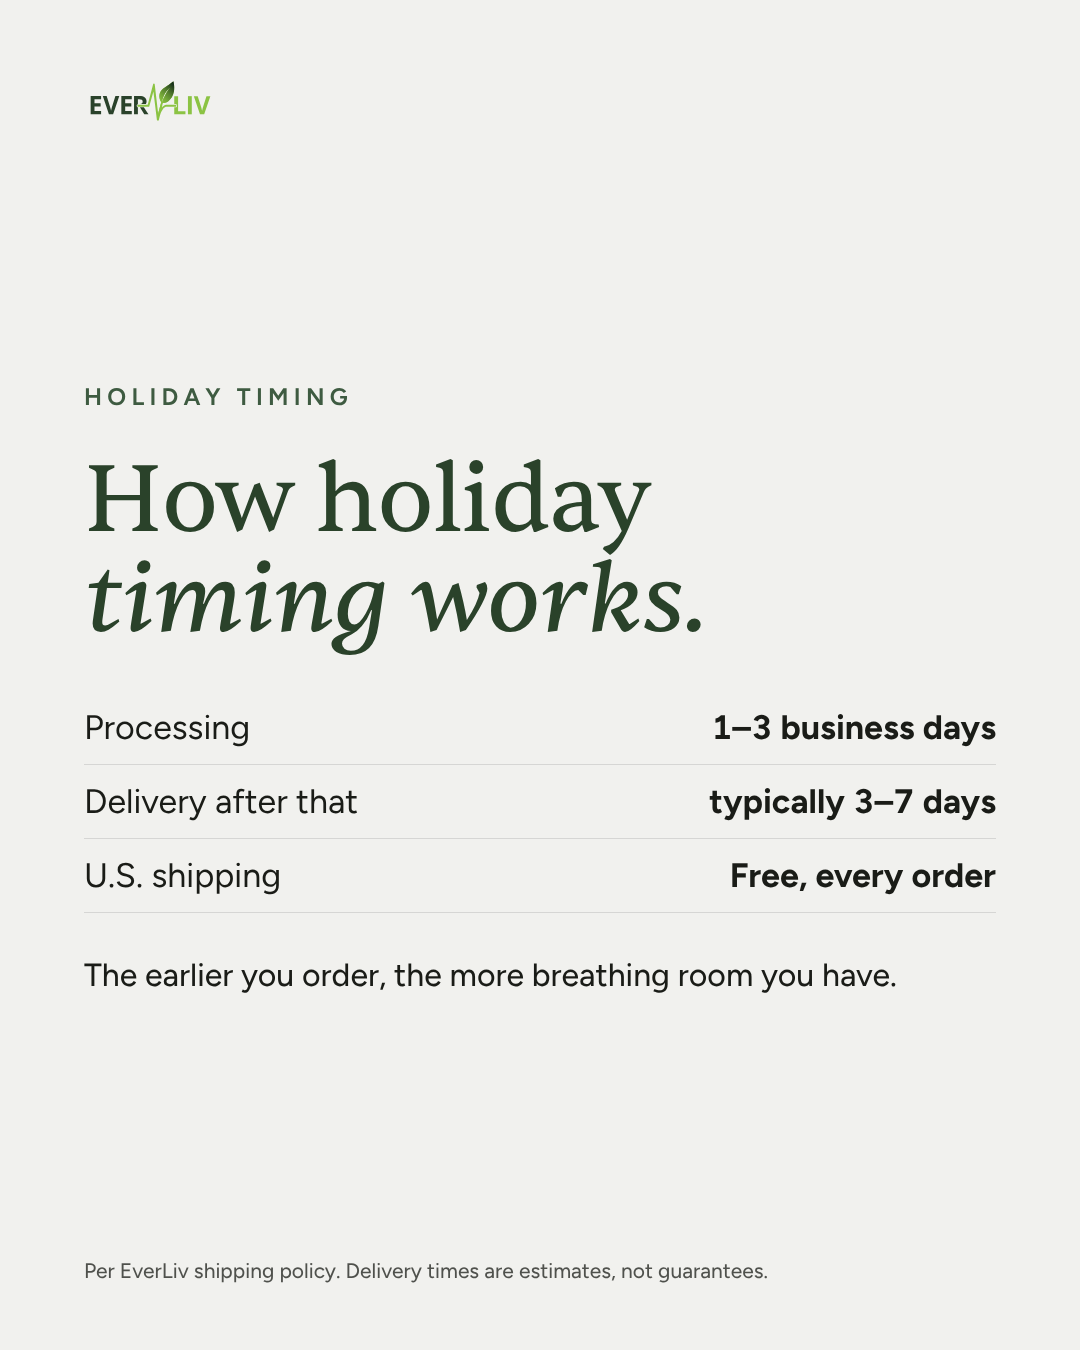 EVER LIV
HOLIDAY TIMING
How holiday
timing works.
Processing 1–3 business days
Delivery after that typically 3–7 days
U.S. shipping Free, every order
The earlier you order, the more breathing room you have.
Per EverLiv shipping policy. Delivery times are estimates, not guarantees.